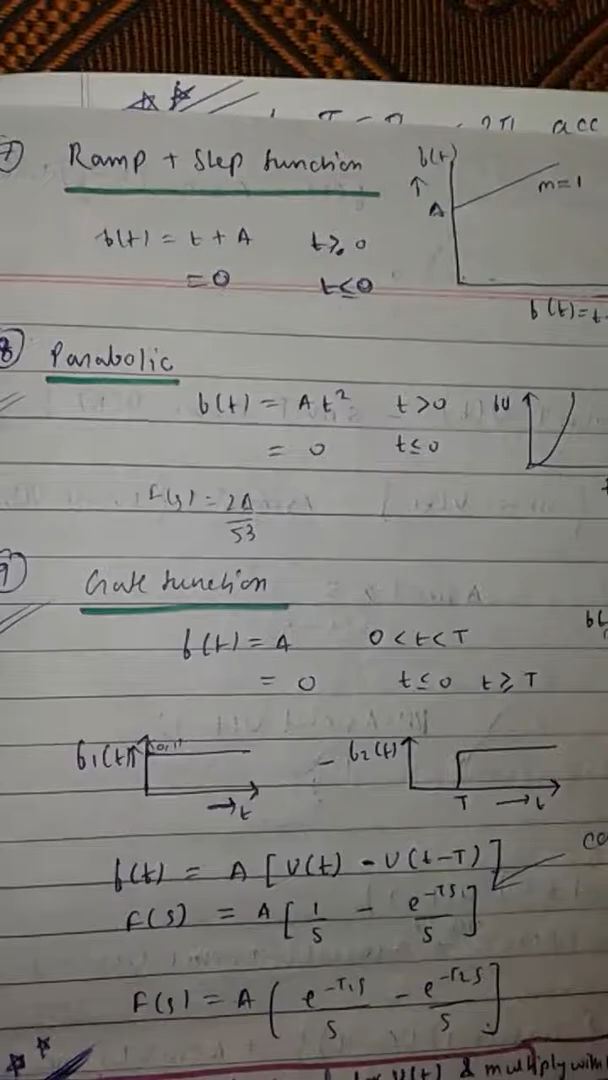 acc
7) Ramp + Step function
f(t)
A
m=1
f(t) = t + A t ≥ 0
= 0 t ≤ 0
f(t)=t
8 Parabolic
f(t) = At² t > 0
= 0 t ≤ 0
F(s) = 2A/S3
9) Gate function
f(t) = A 0 < t < T
= 0 t ≤ 0 t ≥ T
f1(t) →t - f2(t) T →t
f(t) = A [U(t) - U(t-T)]
F(s) = A [1/s - e^-TS/s]
F(s) = A (e^-T1s/s - e^-T2s/s)
U(t) & multiply with